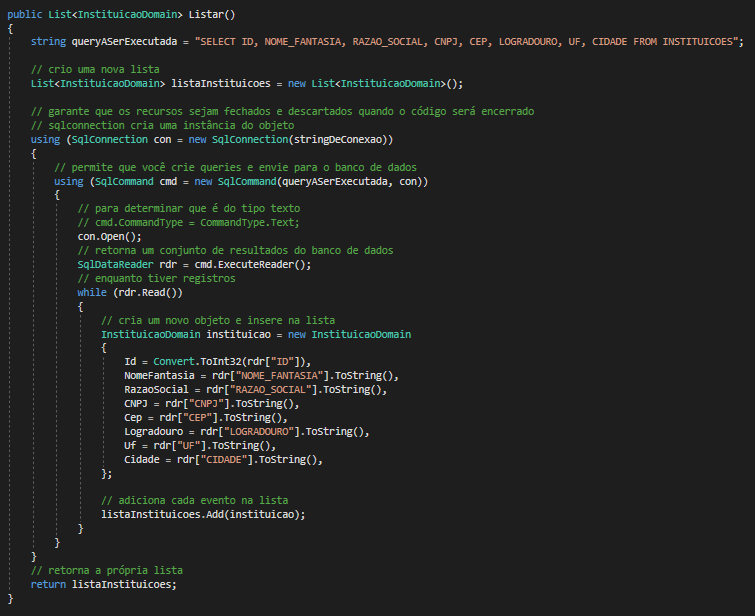 public List<InstituicaoDomain> Listar()
{
    string queryASerExecutada = "SELECT ID, NOME_FANTASIA, RAZAO_SOCIAL, CNPJ, CEP, LOGRADOURO, UF, CIDADE FROM INSTITUICOES";

    // crio uma nova lista
    List<InstituicaoDomain> listaInstituicoes = new List<InstituicaoDomain>();

    // garante que os recursos sejam fechados e descartados quando o código será encerrado
    // sqlconnection cria uma instância do objeto
    using (SqlConnection con = new SqlConnection(stringDeConexao))
    {
        // permite que você crie queries e envie para o banco de dados
        using (SqlCommand cmd = new SqlCommand(queryASerExecutada, con))
        {
            // para determinar que é do tipo texto
            // cmd.CommandType = CommandType.Text;
            con.Open();
            // retorna um conjunto de resultados do banco de dados
            SqlDataReader rdr = cmd.ExecuteReader();
            // enquanto tiver registros
            while (rdr.Read())
            {
                // cria um novo objeto e insere na lista
                InstituicaoDomain instituicao = new InstituicaoDomain
                {
                    Id = Convert.ToInt32(rdr["ID"]),
                    NomeFantasia = rdr["NOME_FANTASIA"].ToString(),
                    RazaoSocial = rdr["RAZAO_SOCIAL"].ToString(),
                    CNPJ = rdr["CNPJ"].ToString(),
                    Cep = rdr["CEP"].ToString(),
                    Logradouro = rdr["LOGRADOURO"].ToString(),
                    Uf = rdr["UF"].ToString(),
                    Cidade = rdr["CIDADE"].ToString(),
                };

                // adiciona cada evento na lista
                listaInstituicoes.Add(instituicao);
            }
        }
    }
    // retorna a própria lista
    return listaInstituicoes;
}